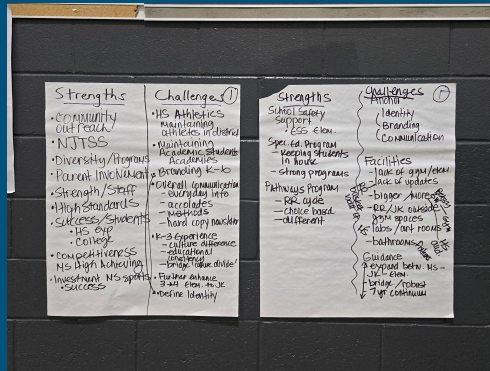 Strengths
• Community
outreach
• NJTSS
• Diversity/Programs
• Parent Involvment
• Strength/Staff
• High Standards
• Success/Students
• HS exp
• College
• Competitiveness
MS High Achieving
• Investment MS sports
• Success
Challenges 1
• HS Athletics
maintaining
athletes in district
• Maintaining
Academic Students
Academies
• Branding K-6
• Overall communication
- everyday info
- accolates
- methods
- hard copy newsletter
• K-3 Experience
- culture difference
- educational
consistency
- bridge culture divide/
• Further enhance
3→4 Elem. to JK
• Define Identity
Strengths
School Safety
Support
• ESS Elem.
Spec. Ed. Program
- Keeping students
in house
- strong programs
Pathways Program
- RR cycle
- choice based
- different
Challenges
Anchor
Identity
Branding
Communication
Facilities
- lack of gym/elem
- lack of updates
- bigger/more
- RR/JK outside
gym spaces
- labs/art rooms
- bathrooms
Guidance
expand betw. MS-
JK - Elem.
- bridge/robust
7 yr continuum